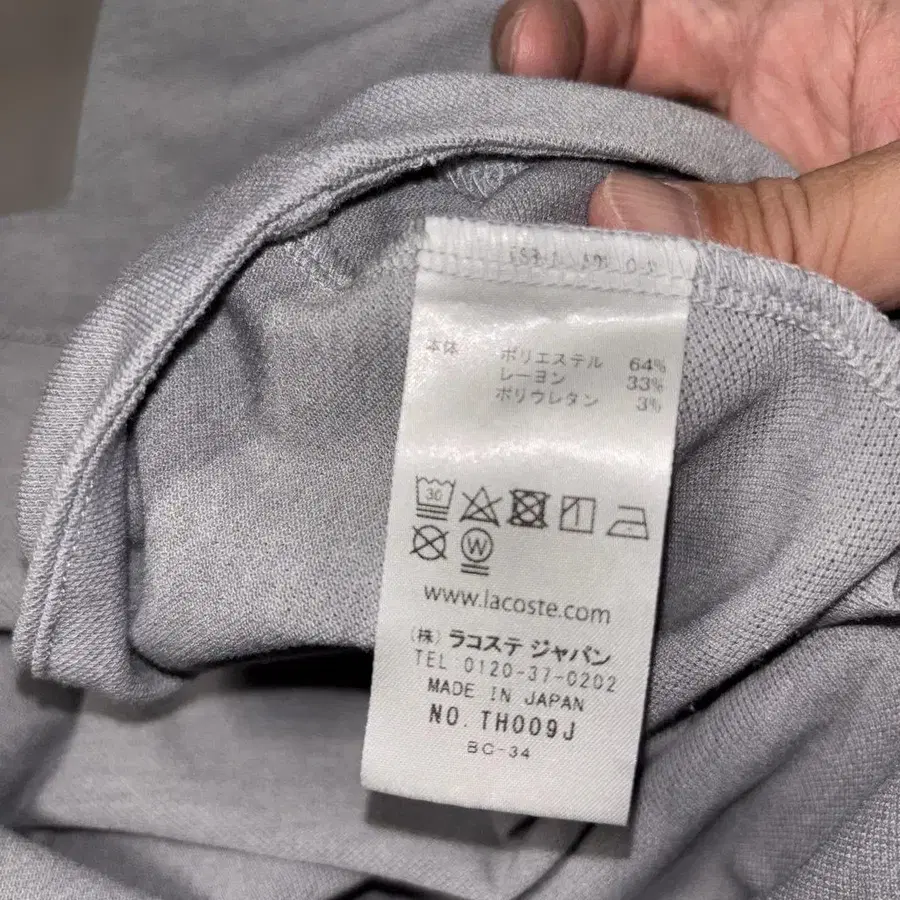 本体 ポリエステル 64%
レーヨン 33%
ポリウレタン 3%
30
W
www.lacoste.com
(株) ラコステ ジャパン
TEL 0120-37-0202
MADE IN JAPAN
NO. TH009J
BC-34